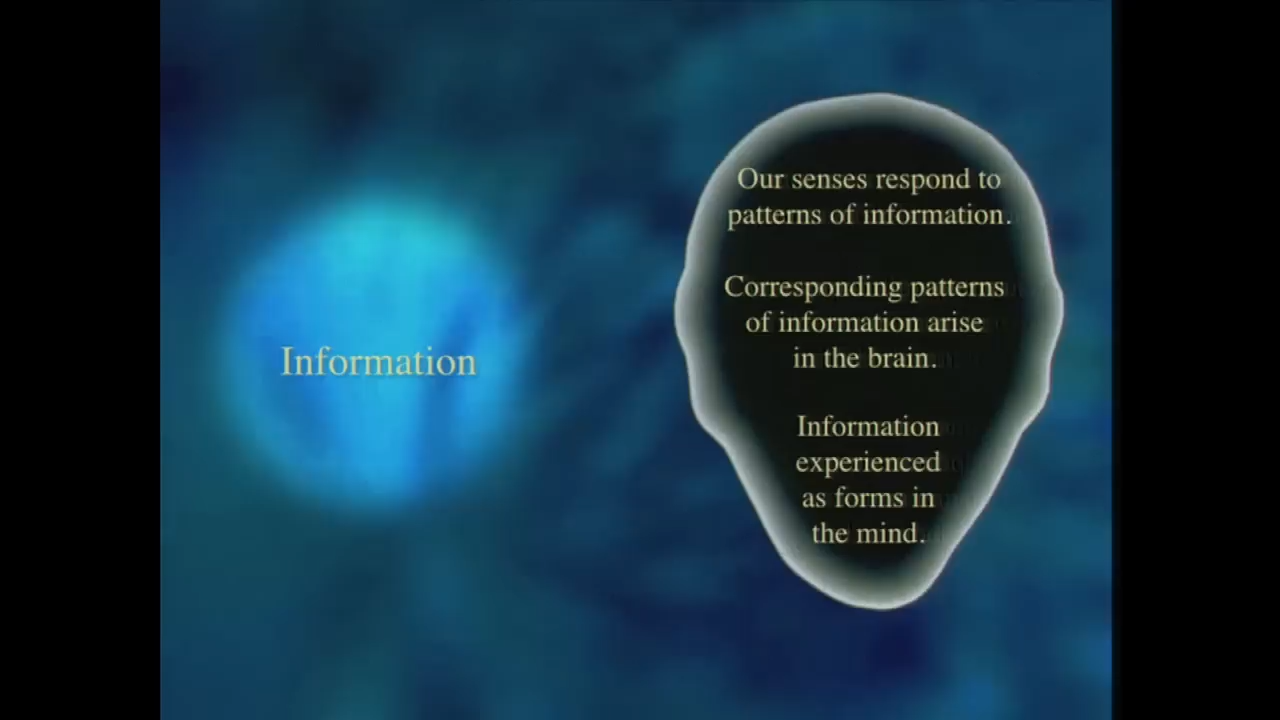 Information
Our senses respond to
patterns of information.
Corresponding patterns
of information arise
in the brain.
Information
experienced
as forms in
the mind.